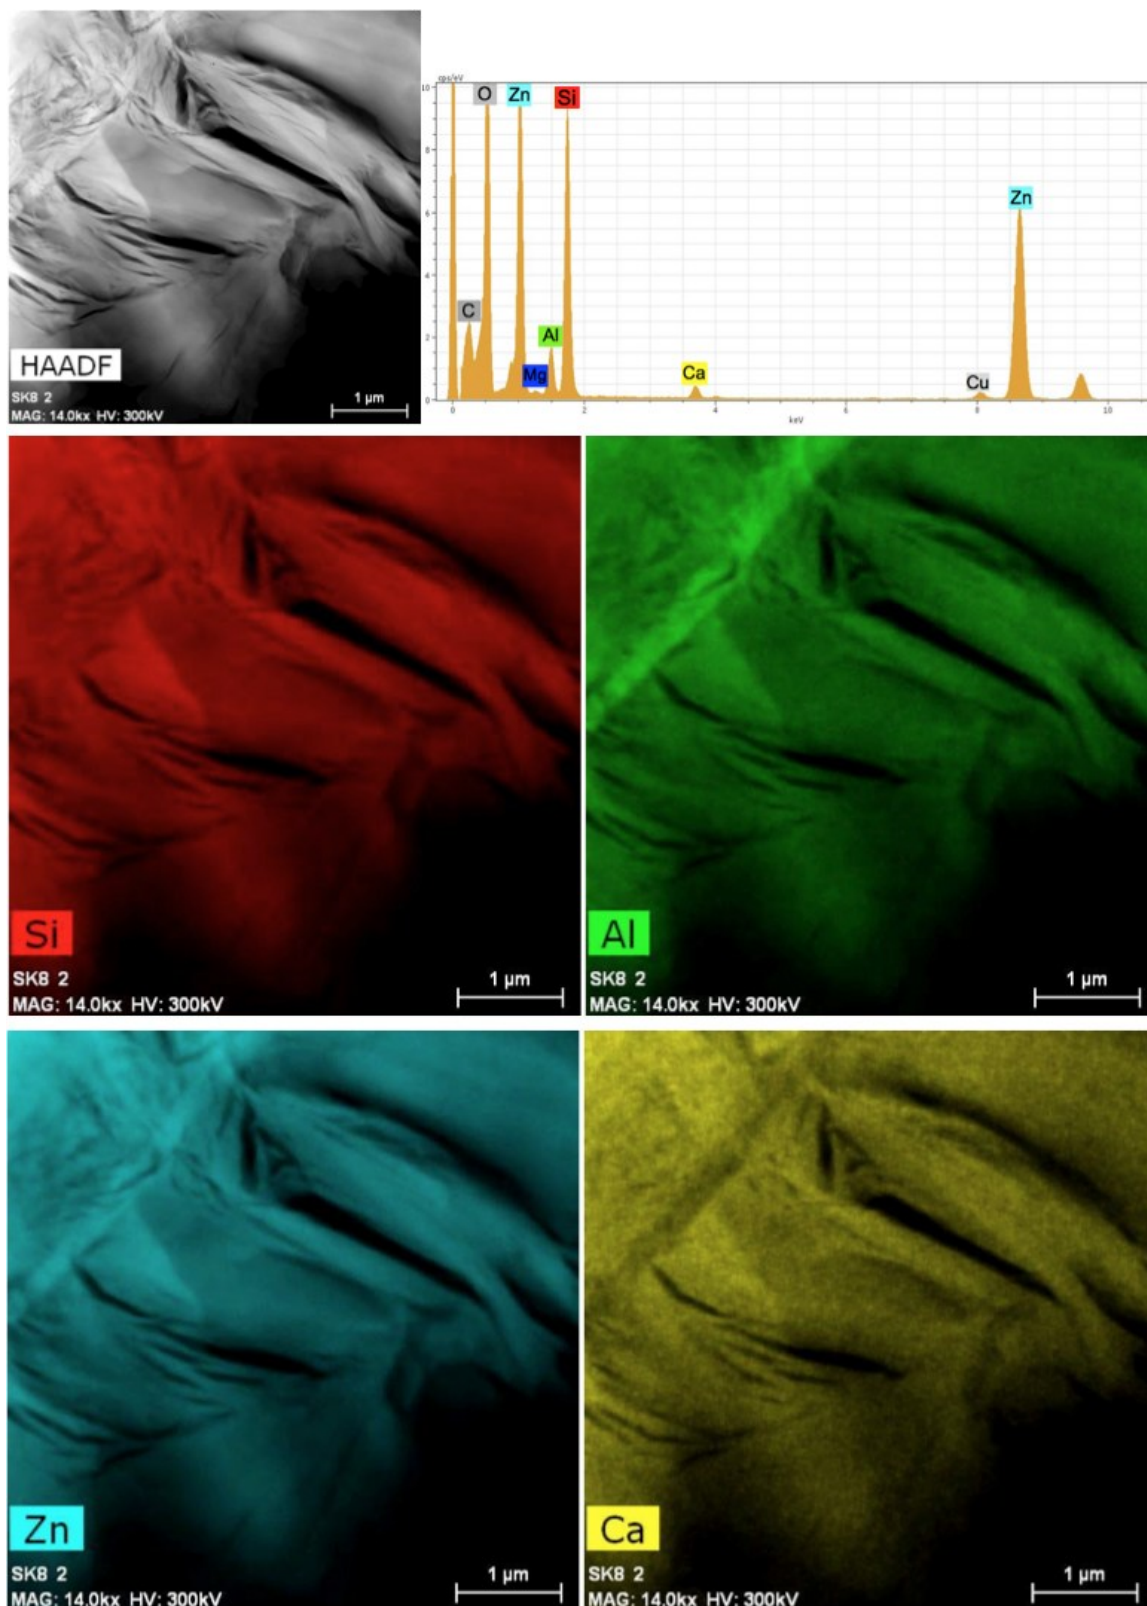 HAADF
SK8 2
MAG: 14.0kx HV: 300kV
1 µm
cps/eV
10
8
6
4
2
0
0 2 4 6 8 10
keV
C
O
Zn
Mg
Al
Si
Ca
Cu
Zn
Si
SK8 2
MAG: 14.0kx HV: 300kV
1 µm
Al
SK8 2
MAG: 14.0kx HV: 300kV
1 µm
Zn
SK8 2
MAG: 14.0kx HV: 300kV
1 µm
Ca
SK8 2
MAG: 14.0kx HV: 300kV
1 µm